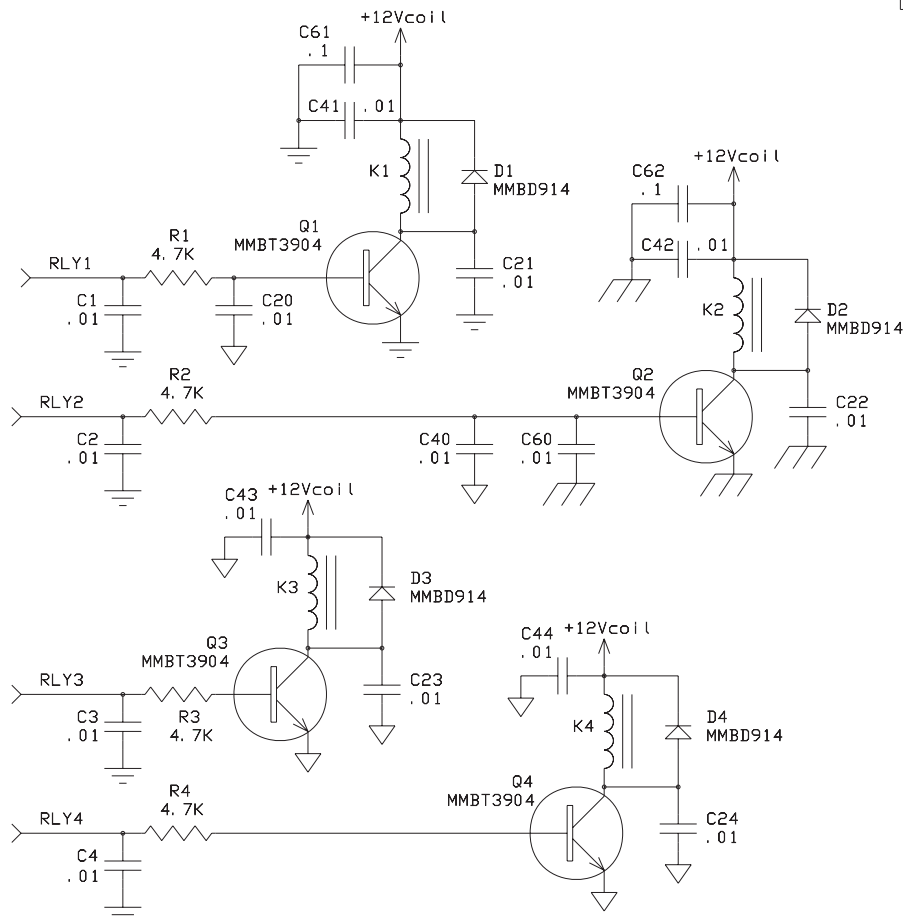 +12Vcoil
C61
.1
C41 .01
K1
D1
MMBD914
Q1
MMBT3904
R1
4.7K
RLY1
C1
.01
C20
.01
C21
.01
+12Vcoil
C62
.1
C42 .01
K2
D2
MMBD914
Q2
MMBT3904
R2
4.7K
RLY2
C2
.01
C40
.01
C60
.01
C22
.01
+12Vcoil
C43
.01
K3
D3
MMBD914
Q3
MMBT3904
RLY3
R3
4.7K
C3
.01
C23
.01
+12Vcoil
C44
.01
K4
D4
MMBD914
Q4
MMBT3904
R4
4.7K
RLY4
C4
.01
C24
.01